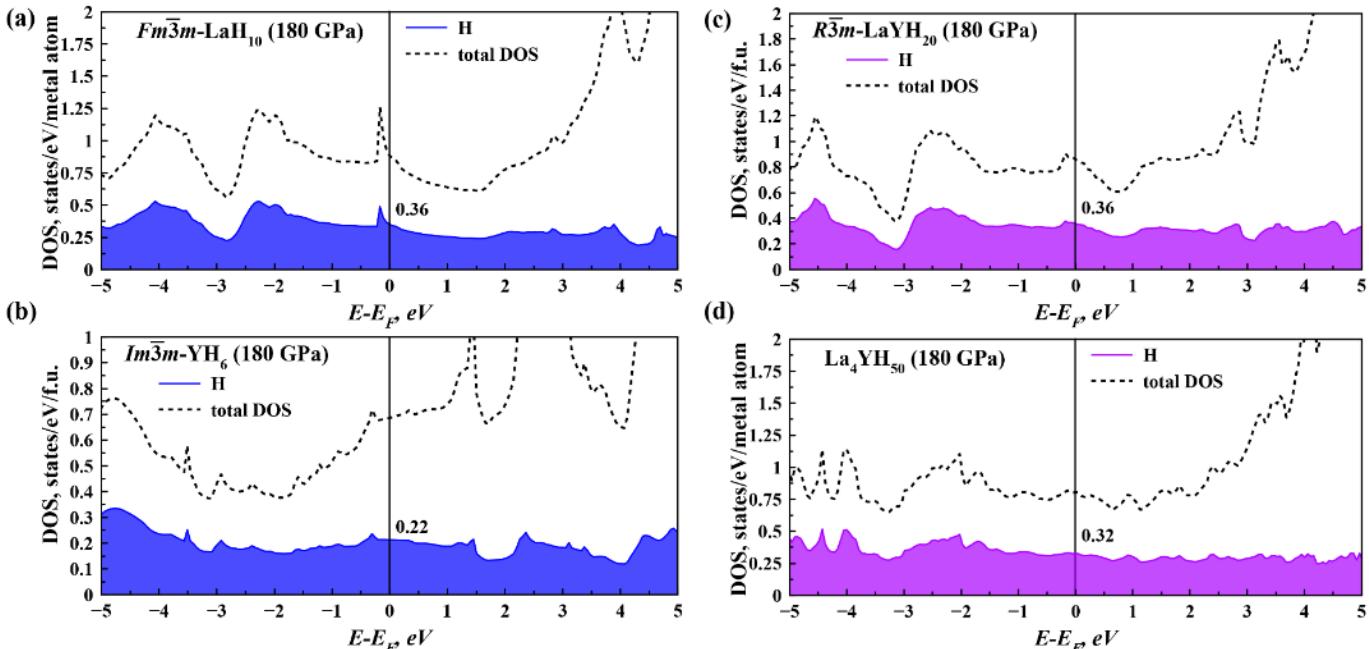 (a)
Fm3̅m-LaH₁₀ (180 GPa)
H
total DOS
0.36
DOS, states/eV/metal atom
2
1.75
1.5
1.25
1
0.75
0.5
0.25
0
−5 −4 −3 −2 −1 0 1 2 3 4 5
E-E_F, eV
(b)
Im3̅m-YH₆ (180 GPa)
H
total DOS
0.22
DOS, states/eV/f.u.
1
0.9
0.8
0.7
0.6
0.5
0.4
0.3
0.2
0.1
0
−5 −4 −3 −2 −1 0 1 2 3 4 5
E-E_F, eV
(c)
R3̅m-LaYH₂₀ (180 GPa)
H
total DOS
0.36
DOS, states/eV/f.u.
2
1.8
1.6
1.4
1.2
1
0.8
0.6
0.4
0.2
0
−5 −4 −3 −2 −1 0 1 2 3 4 5
E-E_F, eV
(d)
La₄YH₅₀ (180 GPa)
H
total DOS
0.32
DOS, states/eV/metal atom
2
1.75
1.5
1.25
1
0.75
0.5
0.25
0
−5 −4 −3 −2 −1 0 1 2 3 4 5
E-E_F, eV